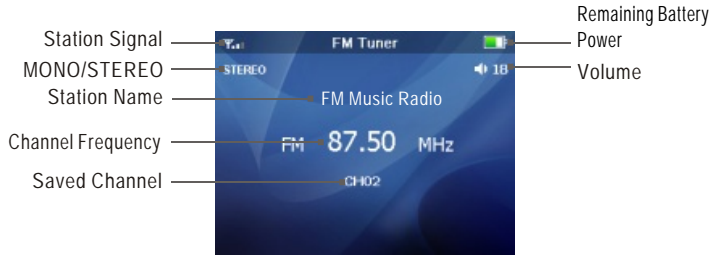 Remaining Battery
Station Signal FM Tuner Power
MONO/STEREO STEREO 18 Volume
Station Name FM Music Radio
Channel Frequency FM 87.50 MHz
Saved Channel CH02